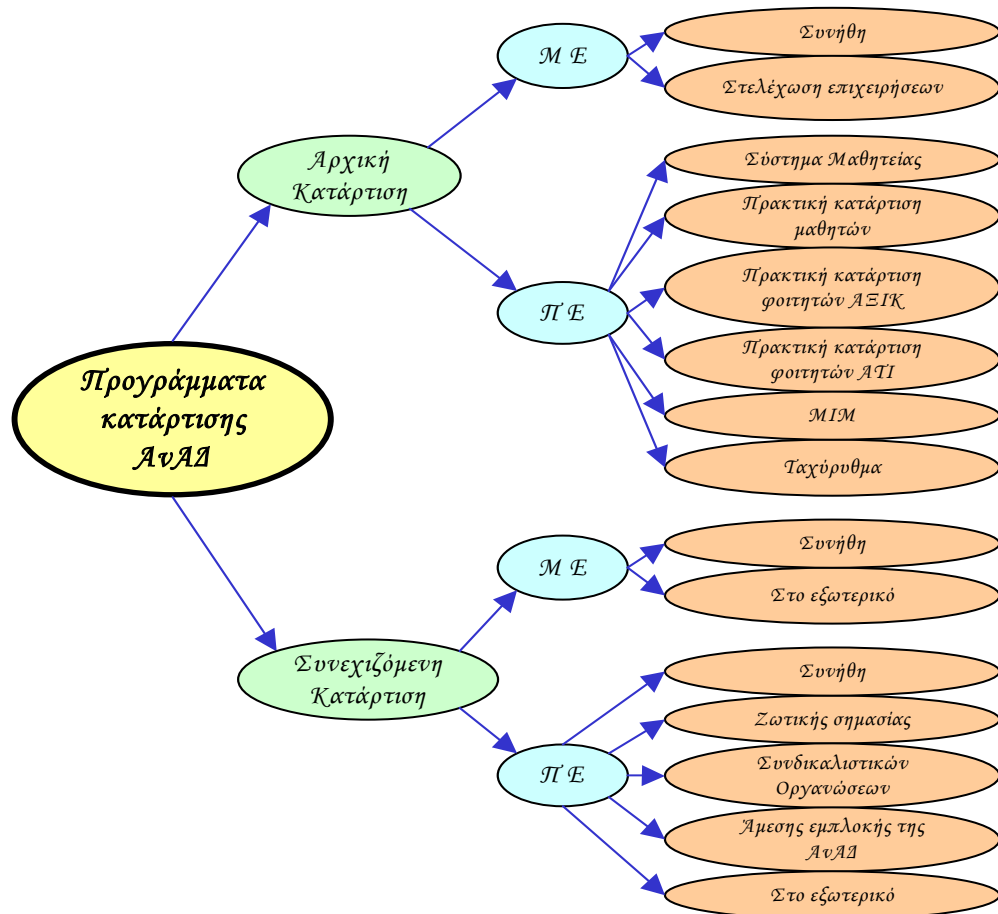 Προγράμματα
κατάρτισης
ΑνΑΔ
Αρχική
Κατάρτιση
Μ Ε
Συνήθη
Στελέχωση επιχειρήσεων
Π Ε
Σύστημα Μαθητείας
Πρακτική κατάρτιση
μαθητών
Πρακτική κατάρτιση
φοιτητών ΑΞΙΚ
Πρακτική κατάρτιση
φοιτητών ΑΤΙ
ΜΙΜ
Ταχύρυθμα
Συνεχιζόμενη
Κατάρτιση
Μ Ε
Συνήθη
Στο εξωτερικό
Π Ε
Συνήθη
Ζωτικής σημασίας
Συνδικαλιστικών
Οργανώσεων
Άμεσης εμπλοκής της
ΑνΑΔ
Στο εξωτερικό